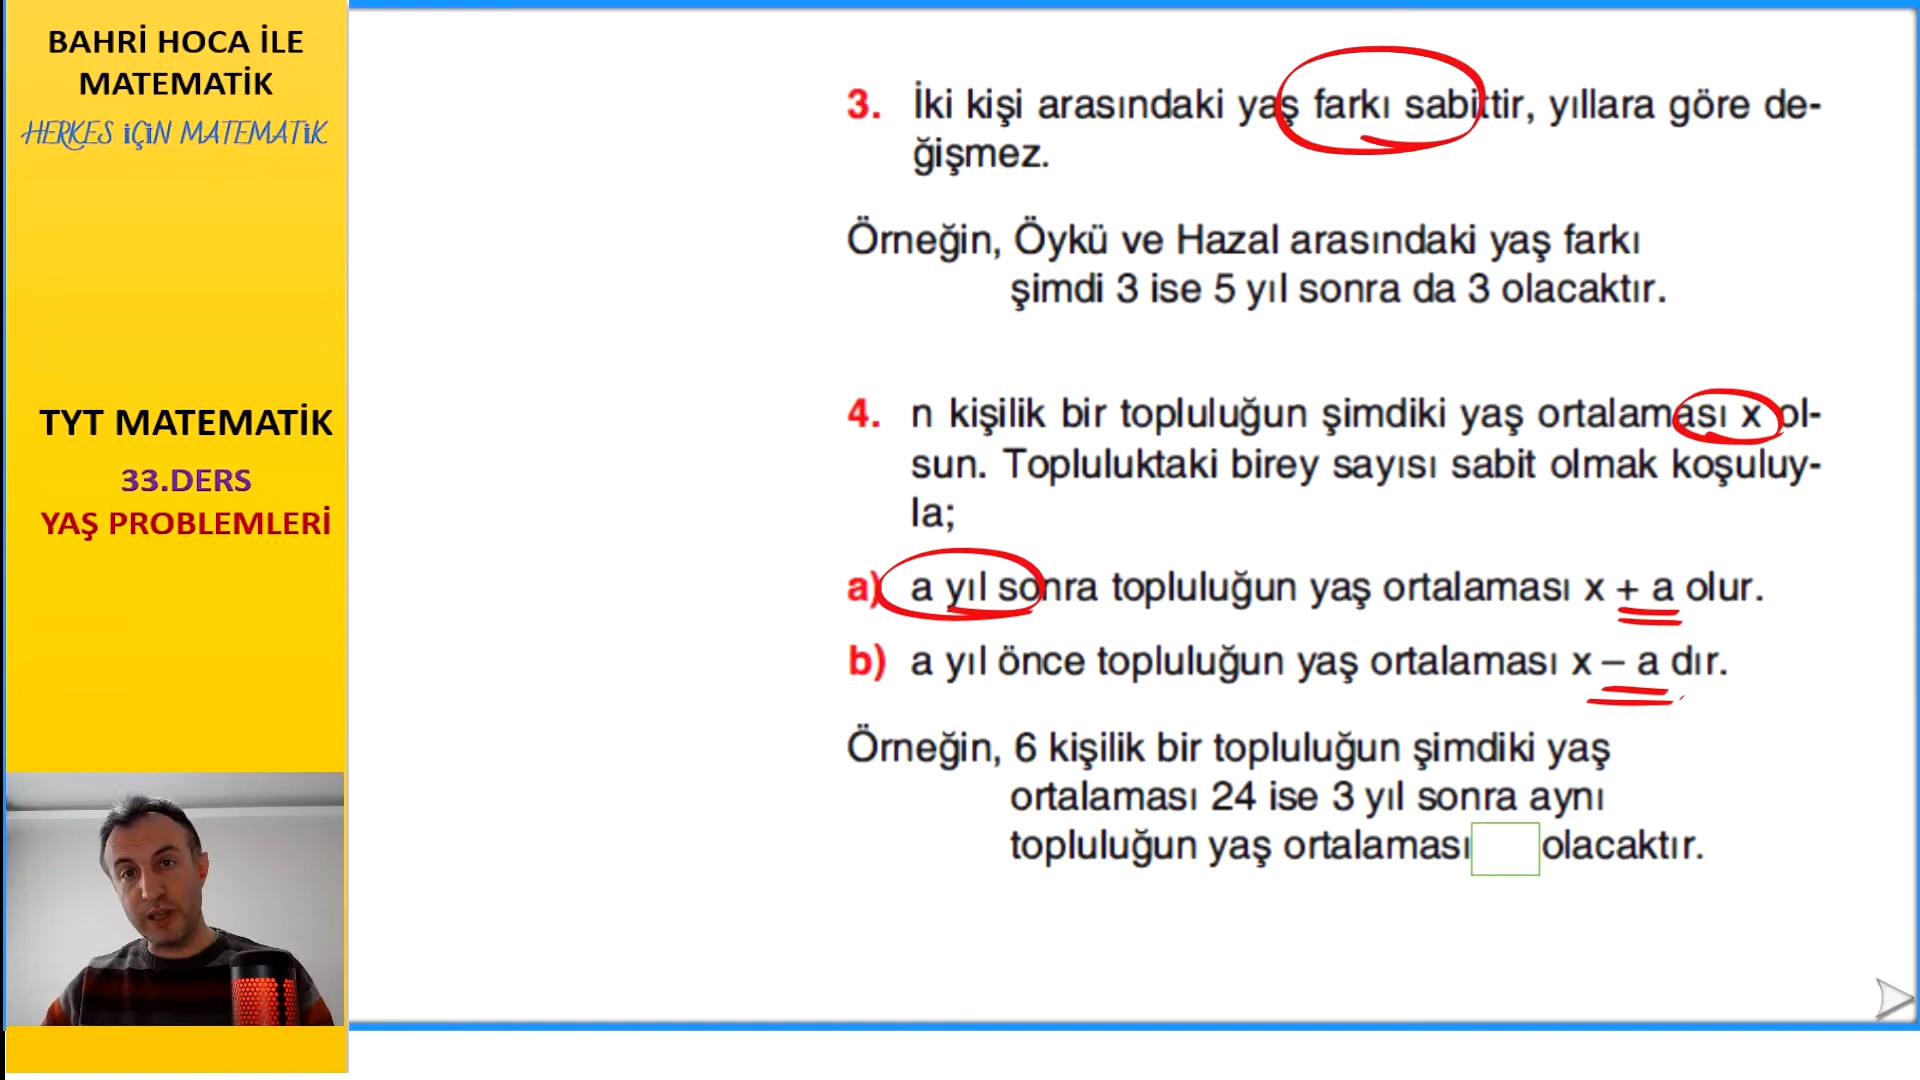 BAHRİ HOCA İLE
MATEMATİK
HERKES İÇİN MATEMATİK
TYT MATEMATİK
33.DERS
YAŞ PROBLEMLERİ
3. İki kişi arasındaki yaş farkı sabittir, yıllara göre de-
ğişmez.
Örneğin, Öykü ve Hazal arasındaki yaş farkı
şimdi 3 ise 5 yıl sonra da 3 olacaktır.
4. n kişilik bir topluluğun şimdiki yaş ortalaması x ol-
sun. Topluluktaki birey sayısı sabit olmak koşuluy-
la;
a) a yıl sonra topluluğun yaş ortalaması x + a olur.
b) a yıl önce topluluğun yaş ortalaması x – a dır.
Örneğin, 6 kişilik bir topluluğun şimdiki yaş
ortalaması 24 ise 3 yıl sonra aynı
topluluğun yaş ortalaması olacaktır.